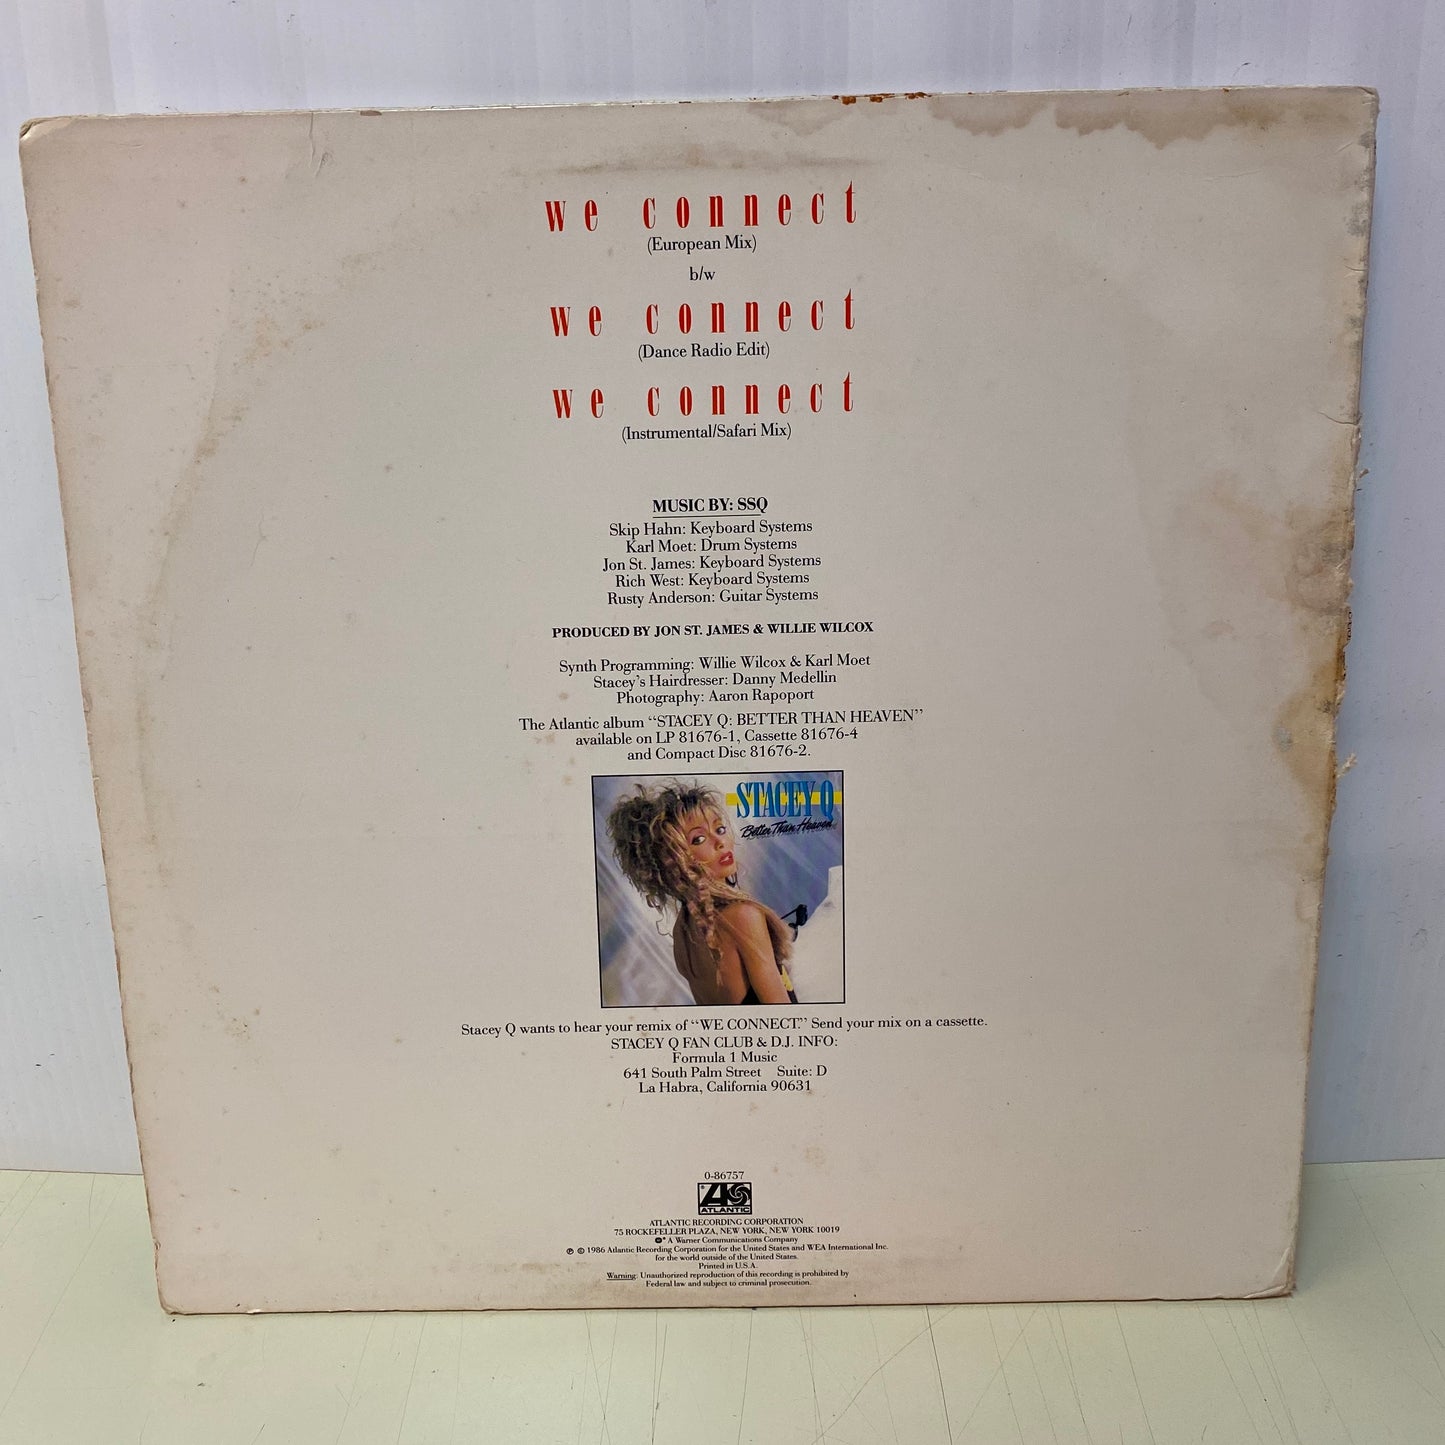 we connect
(European Mix)
b/w
we connect
(Dance Radio Edit)
we connect
(Instrumental/Safari Mix)
MUSIC BY: SSQ
Skip Hahn: Keyboard Systems
Karl Moet: Drum Systems
Jon St. James: Keyboard Systems
Rich West: Keyboard Systems
Rusty Anderson: Guitar Systems
PRODUCED BY JON ST. JAMES & WILLIE WILCOX
Synth Programming: Willie Wilcox & Karl Moet
Stacey's Hairdresser: Danny Medellin
Photography: Aaron Rapoport
The Atlantic album “STACEY Q: BETTER THAN HEAVEN”
available on LP 81676-1, Cassette 81676-4
and Compact Disc 81676-2.
STACEY Q
Better Than Heaven
Stacey Q wants to hear your remix of “WE CONNECT.” Send your mix on a cassette.
STACEY Q FAN CLUB & D.J. INFO:
Formula 1 Music
641 South Palm Street Suite: D
La Habra, California 90631
0-86757
ATLANTIC
ATLANTIC RECORDING CORPORATION
75 ROCKEFELLER PLAZA, NEW YORK, NEW YORK 10019
A Warner Communications Company
℗ © 1986 Atlantic Recording Corporation for the United States and WEA International Inc.
for the world outside of the United States.
Printed in U.S.A.
Warning: Unauthorized reproduction of this recording is prohibited by
Federal law and subject to criminal prosecution.